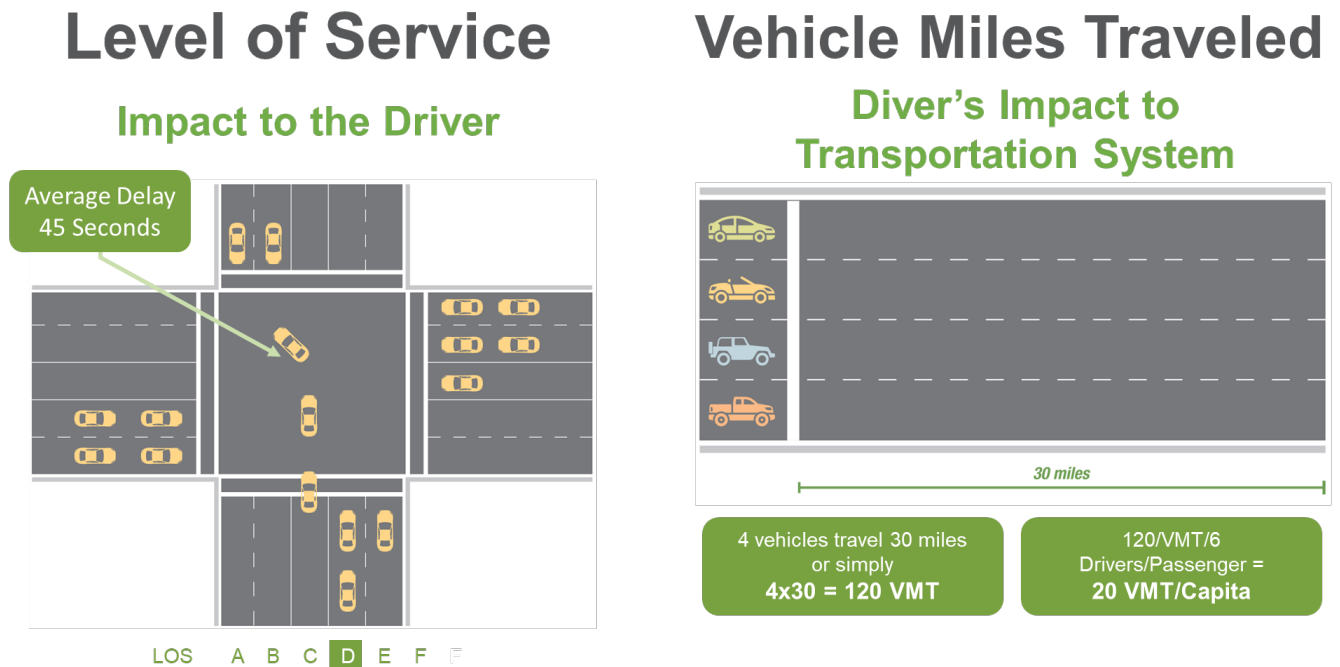 Level of Service
Impact to the Driver
Average Delay
45 Seconds
LOS A B C D E F F
Vehicle Miles Traveled
Diver's Impact to
Transportation System
30 miles
4 vehicles travel 30 miles
or simply
4x30 = 120 VMT
120/VMT/6
Drivers/Passenger =
20 VMT/Capita